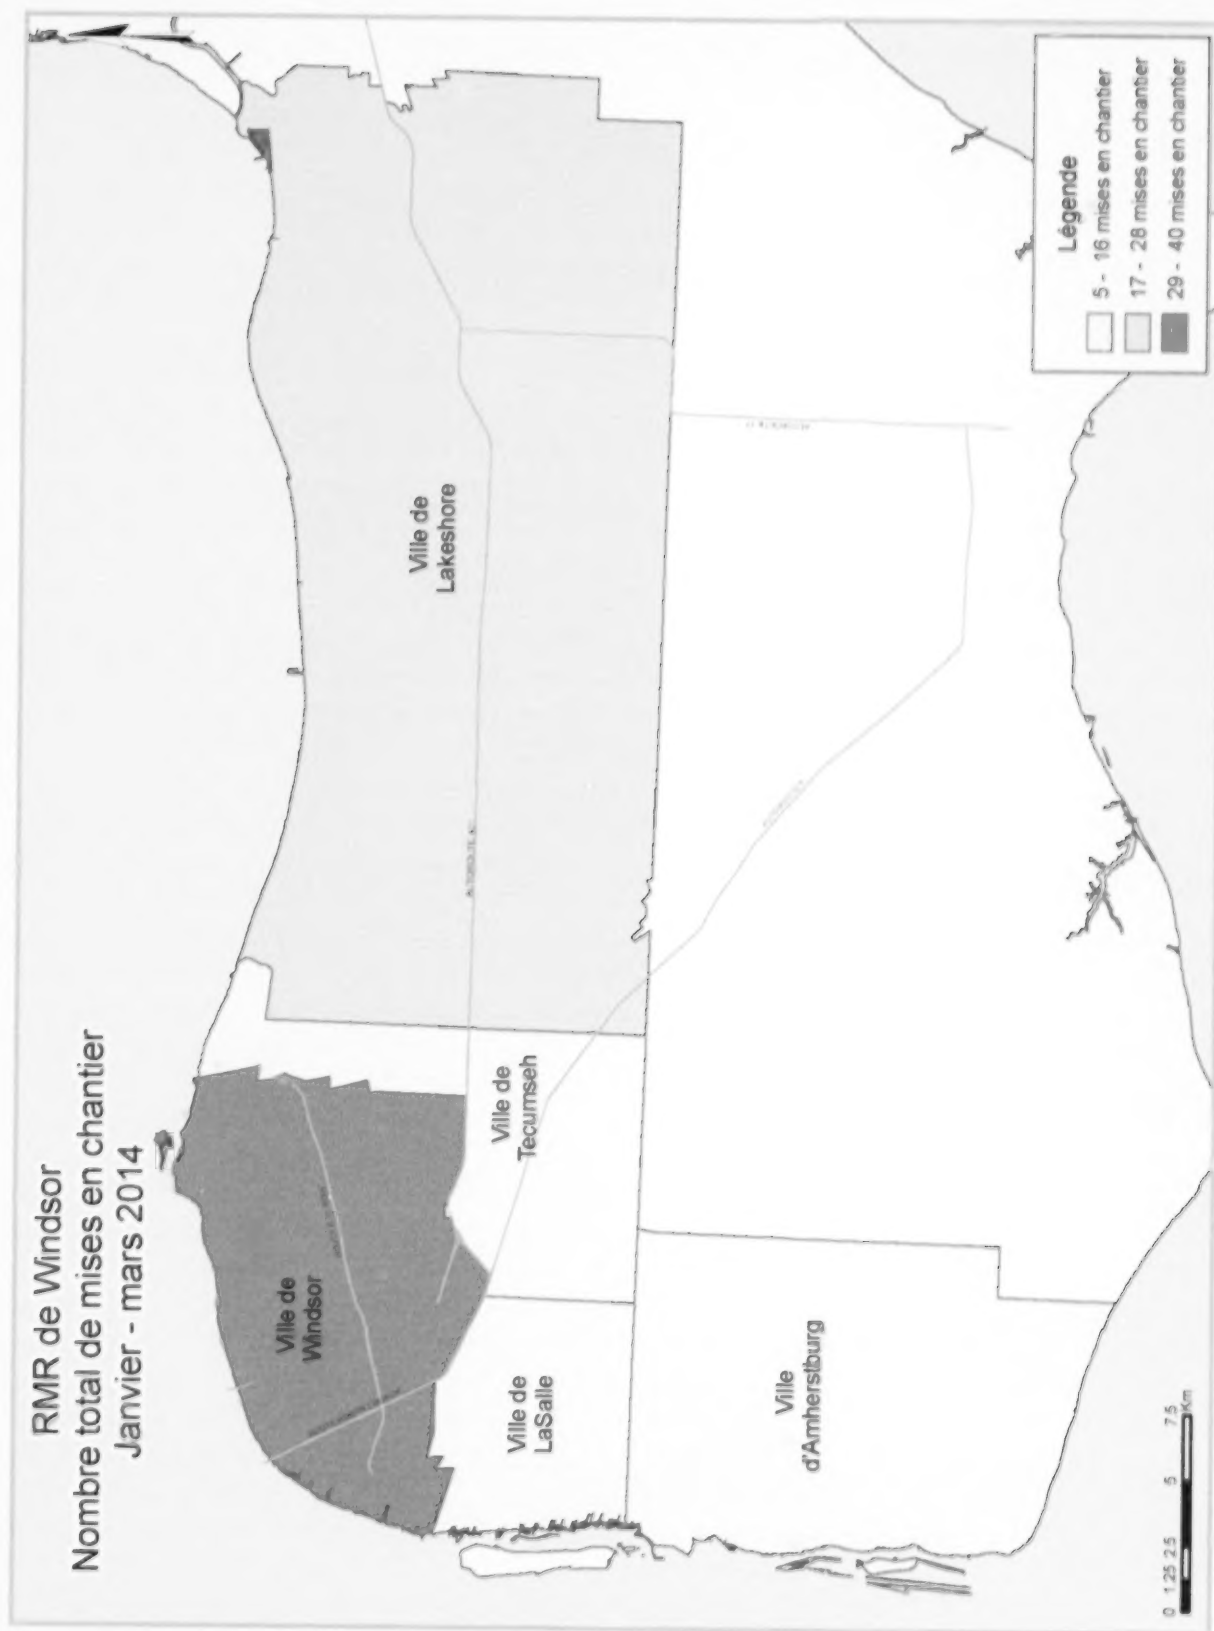 RMR de Windsor
Nombre total de mises en chantier
Janvier - mars 2014
Ville de
Windsor
Ville de
Lakeshore
Ville de
Tecumseh
Ville de
LaSalle
Ville
d'Amherstburg
Légende
5 - 16 mises en chantier
17 - 28 mises en chantier
29 - 40 mises en chantier
0 1.25 2.5 5 7.5
Km